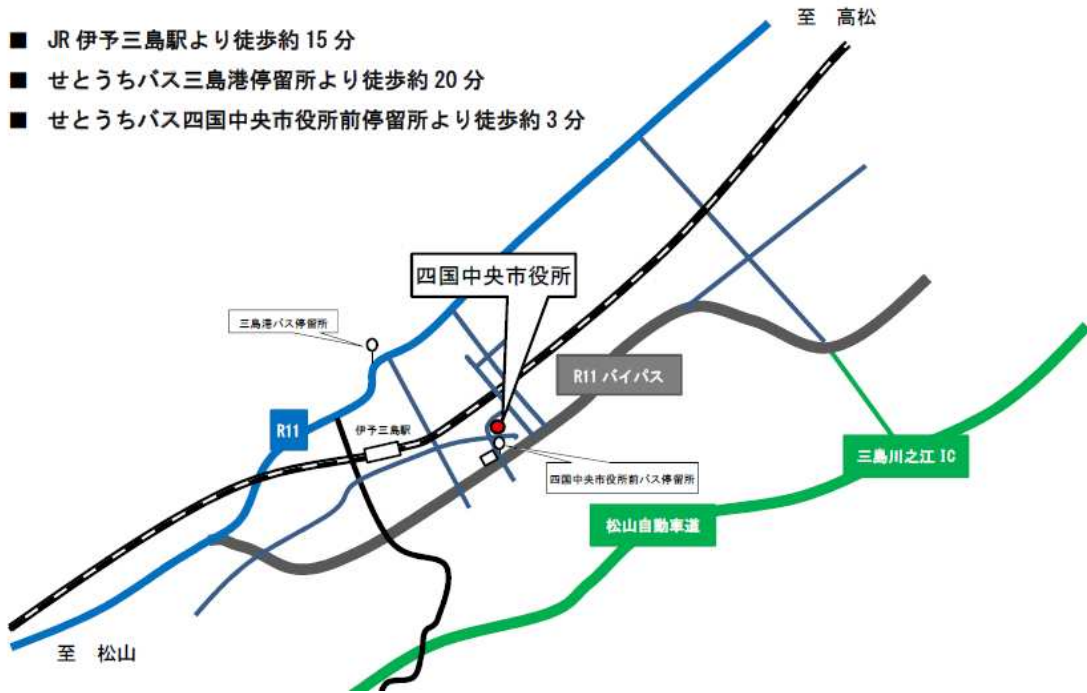 ■ JR 伊予三島駅より徒歩約 15 分
■ せとうちバス三島港停留所より徒歩約 20 分
■ せとうちバス四国中央市役所前停留所より徒歩約 3 分
至 高松
四国中央市役所
三島港バス停留所
R11 バイパス
R11
伊予三島駅
三島川之江 IC
四国中央市役所前バス停留所
松山自動車道
至 松山